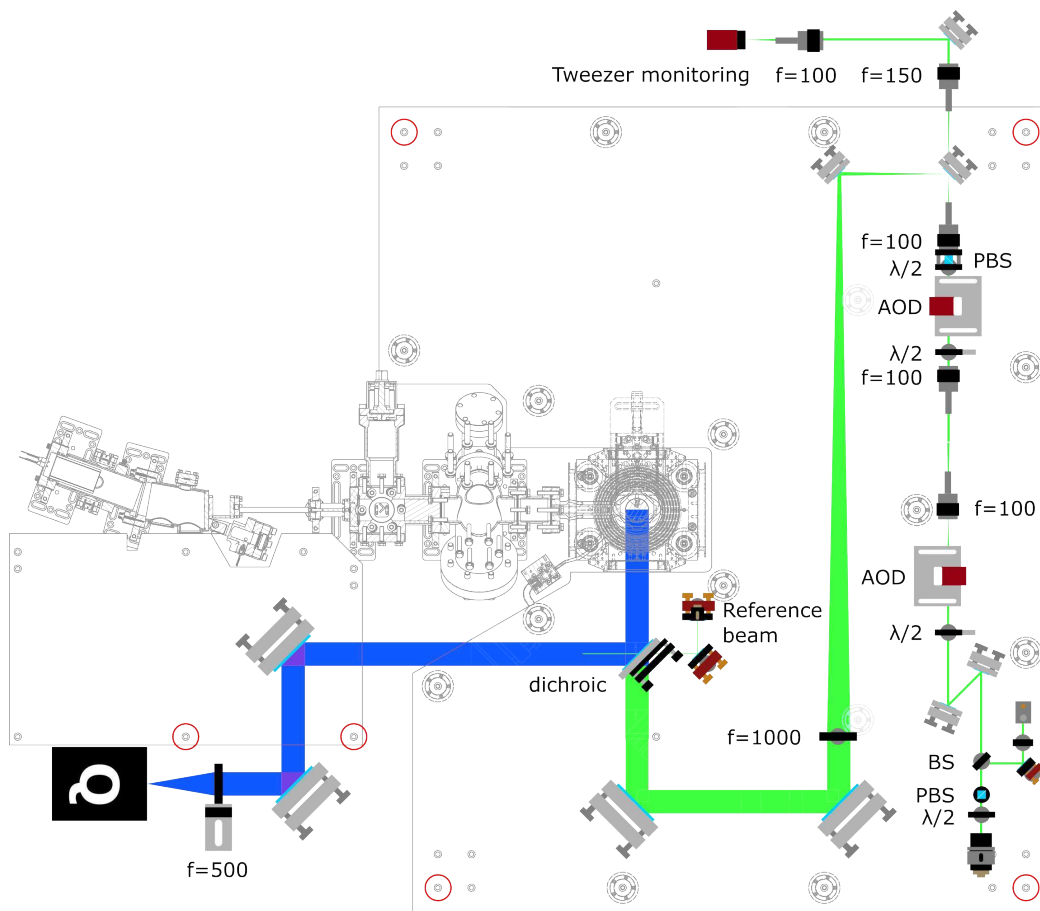 Tweezer monitoring
f=100
f=150
f=100
PBS
λ/2
AOD
λ/2
f=100
f=100
AOD
λ/2
Reference
beam
dichroic
f=1000
BS
PBS
λ/2
Q
f=500